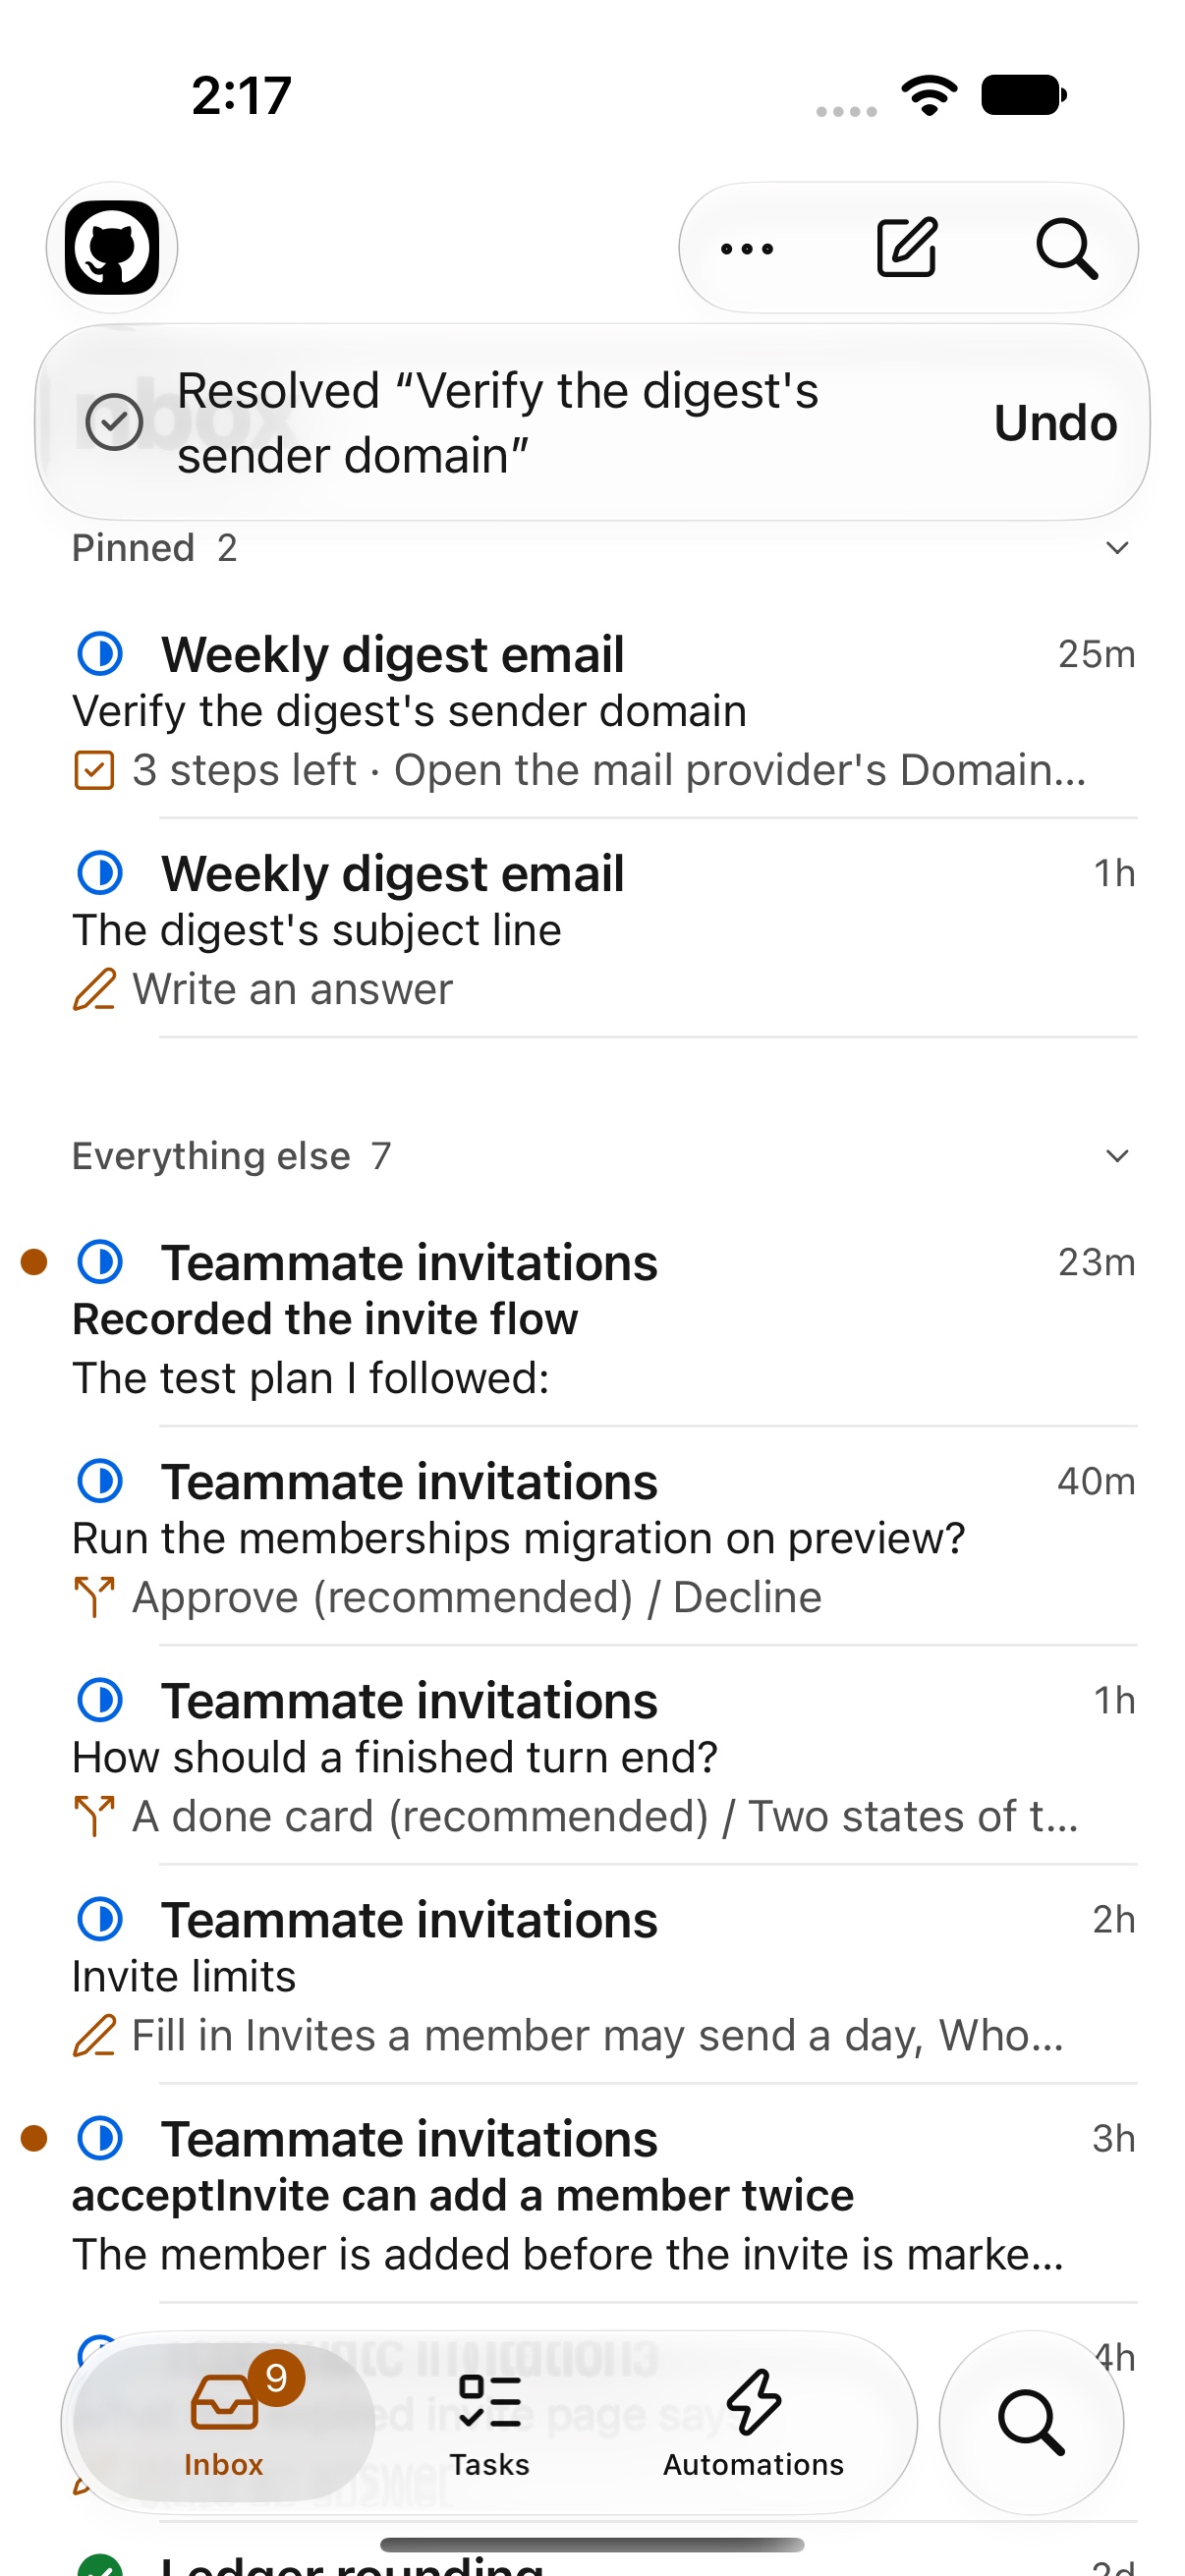 2:17
Resolved “Verify the digest's
sender domain”
Undo
Pinned 2
Weekly digest email 25m
Verify the digest's sender domain
3 steps left · Open the mail provider's Domain...
Weekly digest email 1h
The digest's subject line
Write an answer
Everything else 7
Teammate invitations 23m
Recorded the invite flow
The test plan I followed:
Teammate invitations 40m
Run the memberships migration on preview?
Approve (recommended) / Decline
Teammate invitations 1h
How should a finished turn end?
A done card (recommended) / Two states of t...
Teammate invitations 2h
Invite limits
Fill in Invites a member may send a day, Who...
Teammate invitations 3h
acceptInvite can add a member twice
The member is added before the invite is marke...
4h
invite page say
9
Inbox
Tasks
Automations
Ledger rounding 2d